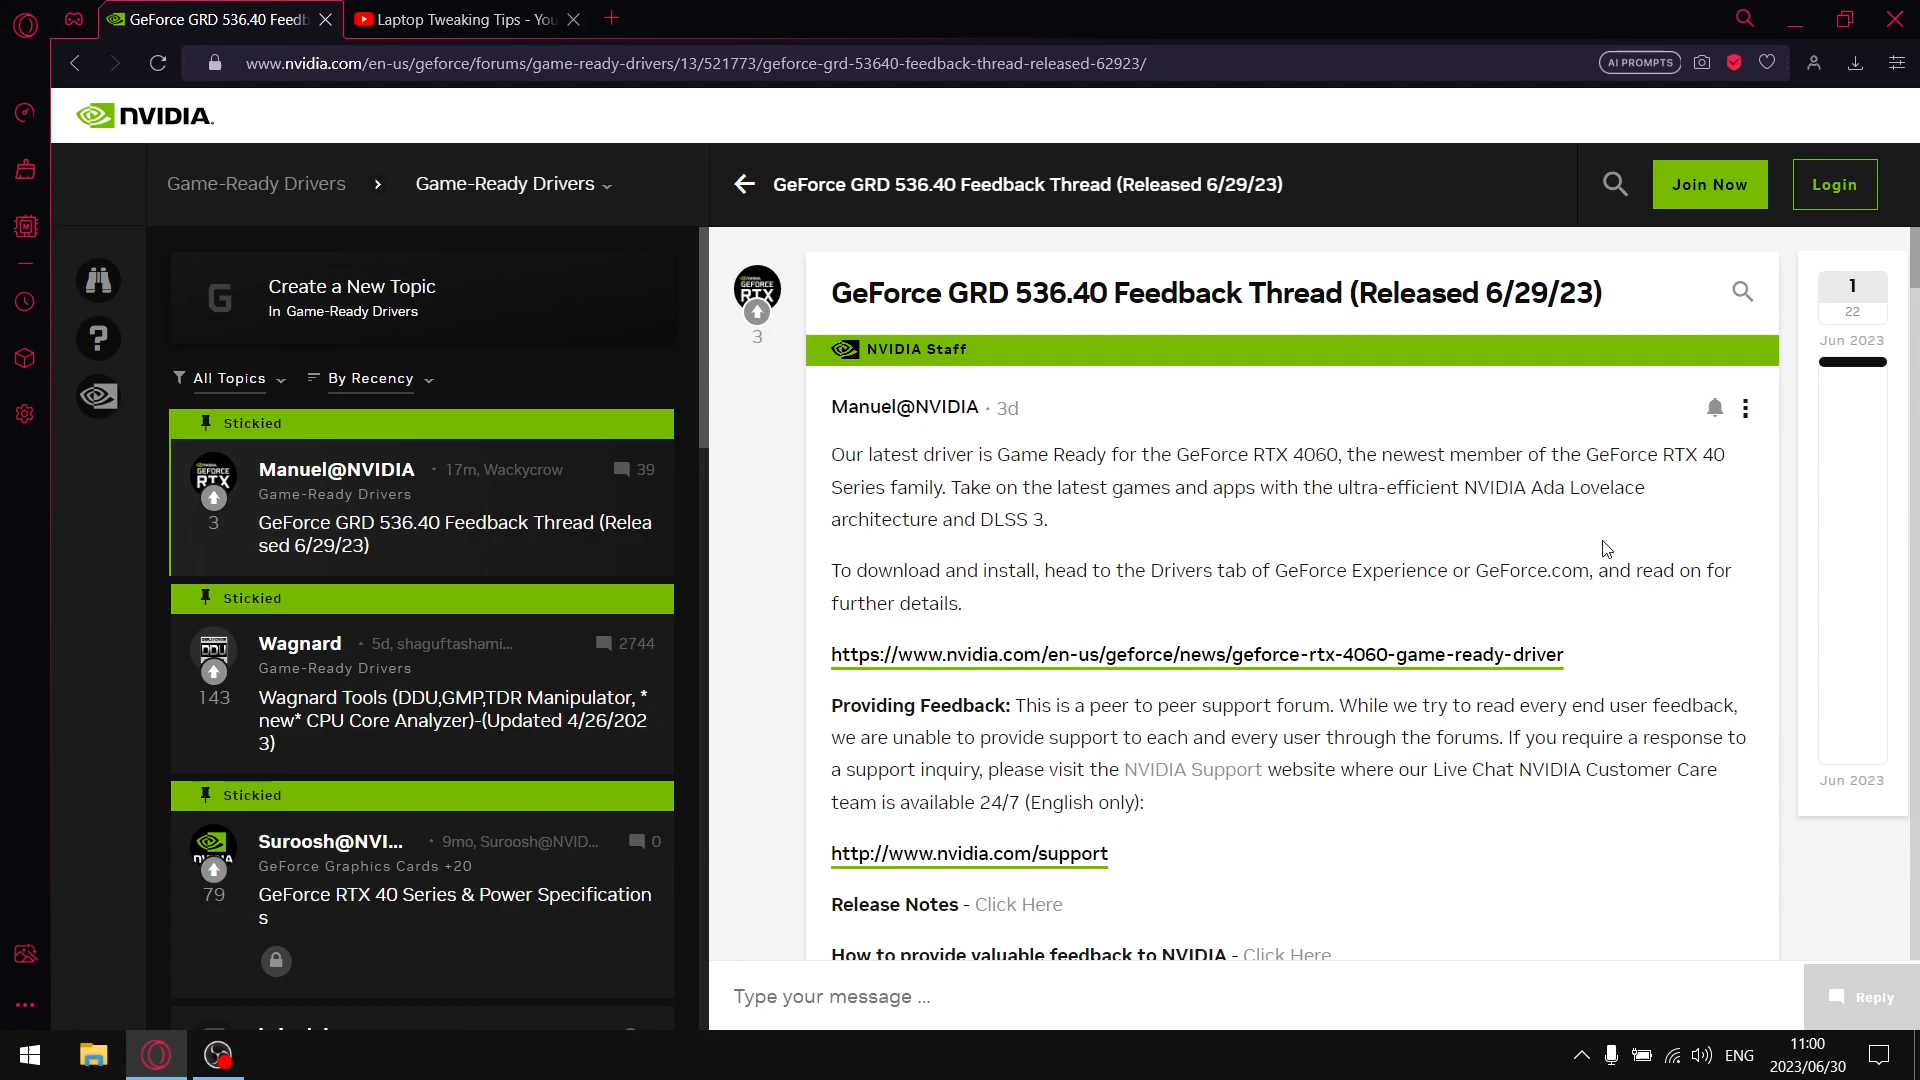 GeForce GRD 536.40 Feedb
Laptop Tweaking Tips - You
www.nvidia.com/en-us/geforce/forums/game-ready-drivers/13/521773/geforce-grd-53640-feedback-thread-released-62923/
AI PROMPTS
NVIDIA.
Game-Ready Drivers
Game-Ready Drivers
GeForce GRD 536.40 Feedback Thread (Released 6/29/23)
Join Now
Login
Create a New Topic
In Game-Ready Drivers
All Topics
By Recency
Stickied
Manuel@NVIDIA · 17m, Wackycrow 39
Game-Ready Drivers
3
GeForce GRD 536.40 Feedback Thread (Relea
sed 6/29/23)
Stickied
Wagnard · 5d, shaguftashami... 2744
Game-Ready Drivers
143
Wagnard Tools (DDU,GMP,TDR Manipulator, *
new* CPU Core Analyzer)-(Updated 4/26/202
3)
Stickied
Suroosh@NVI... · 9mo, Suroosh@NVID... 0
GeForce Graphics Cards +20
79
GeForce RTX 40 Series & Power Specification
s
GEFORCE
RTX
3
GeForce GRD 536.40 Feedback Thread (Released 6/29/23)
NVIDIA Staff
Manuel@NVIDIA · 3d
Our latest driver is Game Ready for the GeForce RTX 4060, the newest member of the GeForce RTX 40
Series family. Take on the latest games and apps with the ultra-efficient NVIDIA Ada Lovelace
architecture and DLSS 3.
To download and install, head to the Drivers tab of GeForce Experience or GeForce.com, and read on for
further details.
https://www.nvidia.com/en-us/geforce/news/geforce-rtx-4060-game-ready-driver
Providing Feedback: This is a peer to peer support forum. While we try to read every end user feedback,
we are unable to provide support to each and every user through the forums. If you require a response to
a support inquiry, please visit the NVIDIA Support website where our Live Chat NVIDIA Customer Care
team is available 24/7 (English only):
http://www.nvidia.com/support
Release Notes - Click Here
How to provide valuable feedback to NVIDIA - Click Here
Type your message ...
Reply
1
22
Jun 2023
Jun 2023
ENG
11:00
2023/06/30